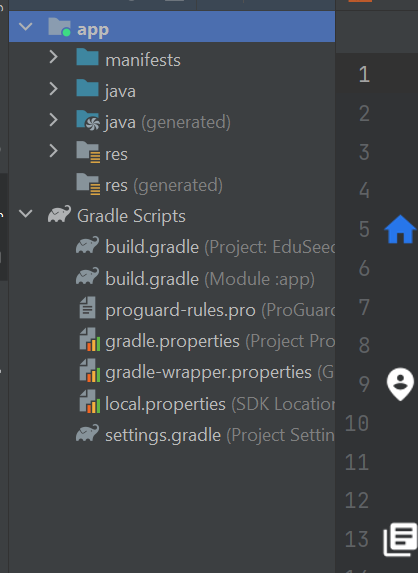 app
manifests
java
java (generated)
res
res (generated)
Gradle Scripts
build.gradle (Project: EduSeed
build.gradle (Module :app)
proguard-rules.pro (ProGuar
gradle.properties (Project Pro
gradle-wrapper.properties (G
local.properties (SDK Location
settings.gradle (Project Settin
1
2
3
4
5
6
7
8
9
10
11
12
13